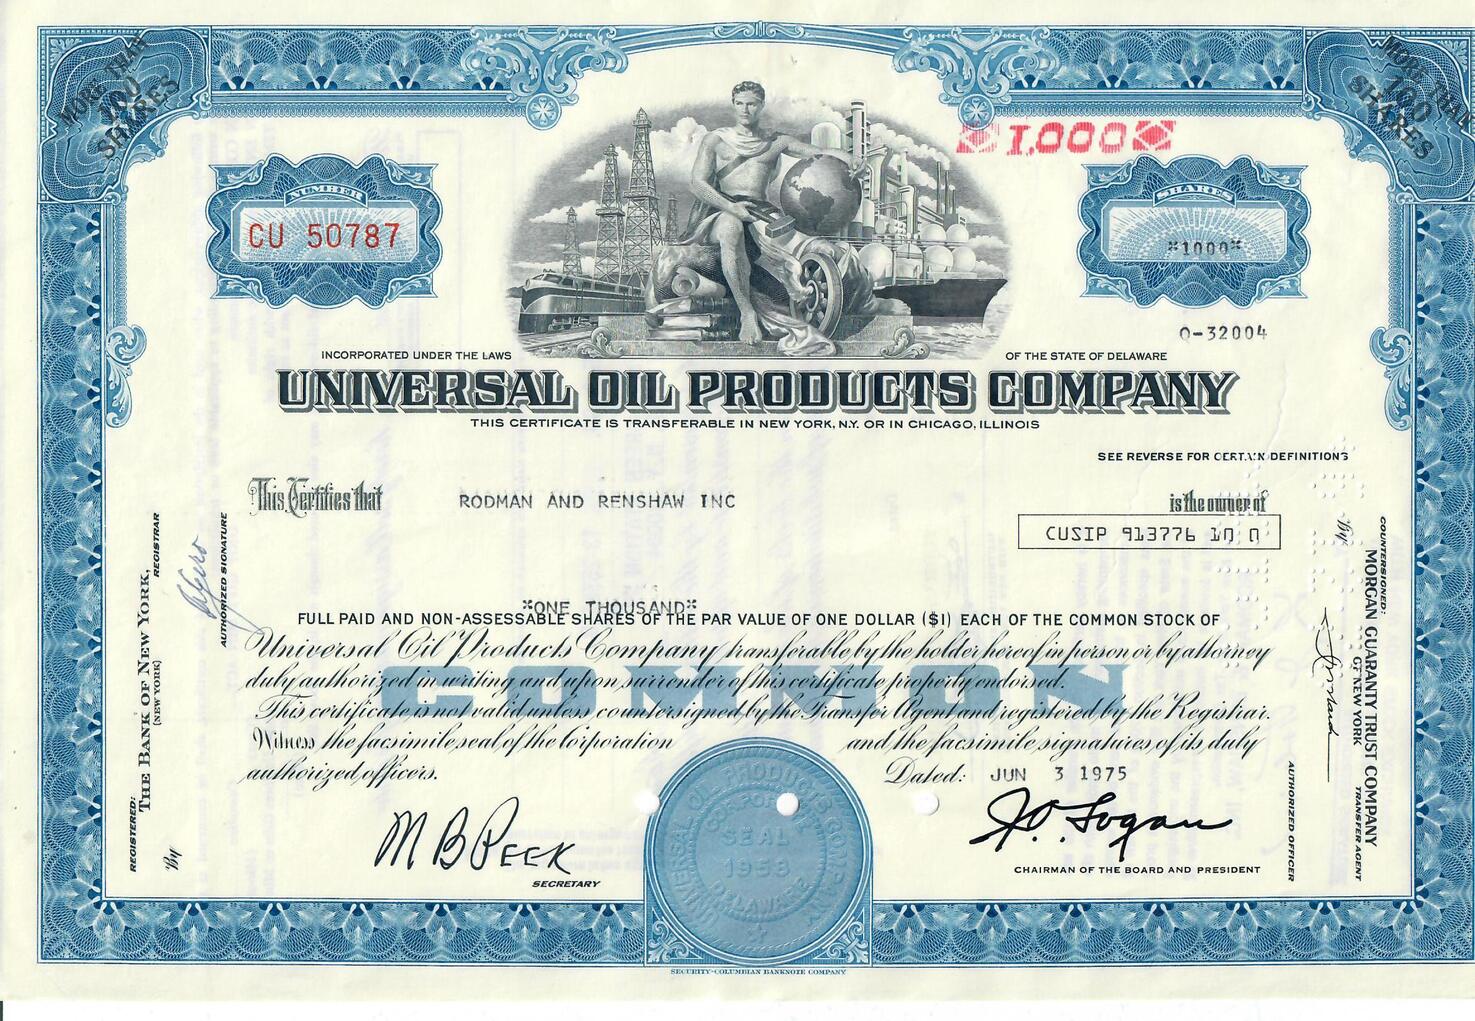 MORE THAN
100
SHARES
MORE THAN
100
SHARES
1,000
NUMBER
CU 50787
SHARES
*1000*
O-32004
INCORPORATED UNDER THE LAWS OF THE STATE OF DELAWARE
UNIVERSAL OIL PRODUCTS COMPANY
THIS CERTIFICATE IS TRANSFERABLE IN NEW YORK, N.Y. OR IN CHICAGO, ILLINOIS
SEE REVERSE FOR CERTAIN DEFINITIONS
This Certifies that RODMAN AND RENSHAW INC is the owner of
CUSIP 913776 10 0
*ONE THOUSAND*
FULL PAID AND NON-ASSESSABLE SHARES OF THE PAR VALUE OF ONE DOLLAR ($1) EACH OF THE COMMON STOCK OF
Universal Oil Products Company transferable by the holder hereof in person or by attorney
duly authorized in writing and upon surrender of this certificate properly endorsed.
COMMON
This certificate is not valid unless countersigned by the Transfer Agent and registered by the Registrar.
Witness the facsimile seal of the Corporation and the facsimile signatures of its duly
authorized officers.
Dated: JUN 3 1975
M B Peek
SECRETARY
J. O. Logan
CHAIRMAN OF THE BOARD AND PRESIDENT
UNIVERSAL OIL PRODUCTS COMPANY
CORPORATE
SEAL
1958
DELAWARE
SECURITY-COLUMBIAN BANKNOTE COMPANY
REGISTERED:
THE BANK OF NEW YORK,
(NEW YORK)
REGISTRAR
By
AUTHORIZED SIGNATURE
COUNTERSIGNED:
MORGAN GUARANTY TRUST COMPANY
OF NEW YORK
TRANSFER AGENT
By
AUTHORIZED OFFICER